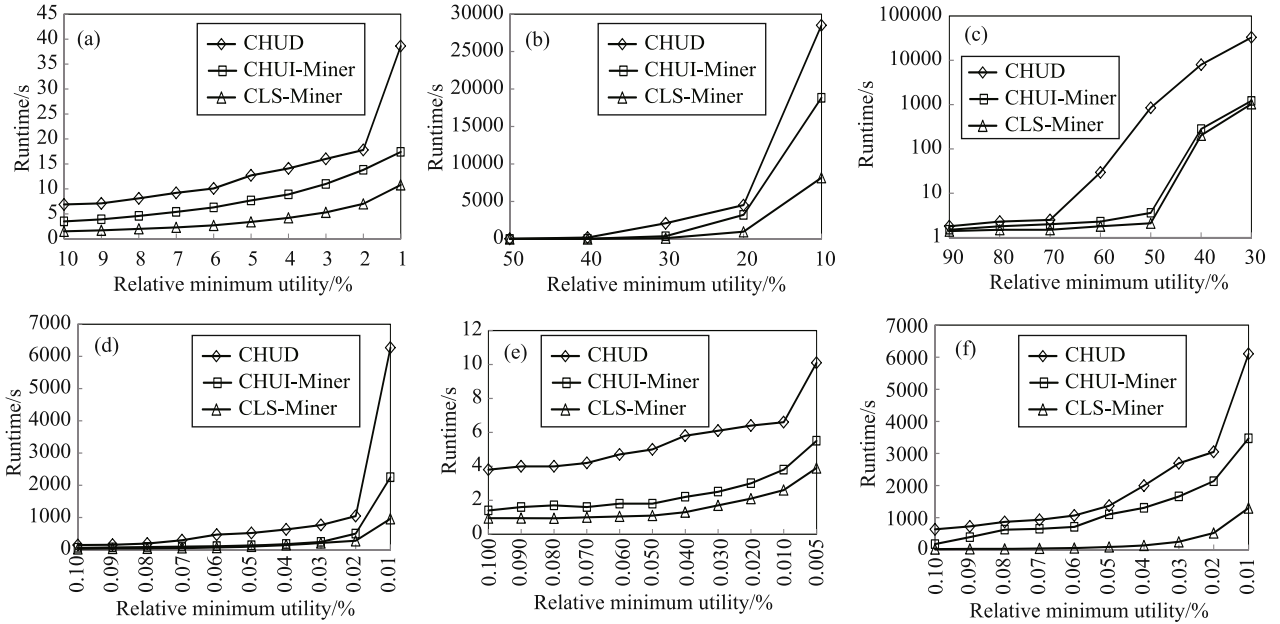 (a)
CHUD
CHUI-Miner
CLS-Miner
45
40
35
30
25
20
15
10
5
0
Runtime/s
10 9 8 7 6 5 4 3 2 1
Relative minimum utility/%
(b)
CHUD
CHUI-Miner
CLS-Miner
30000
25000
20000
15000
10000
5000
0
Runtime/s
50 40 30 20 10
Relative minimum utility/%
(c)
CHUD
CHUI-Miner
CLS-Miner
100000
10000
1000
100
10
1
Runtime/s
90 80 70 60 50 40 30
Relative minimum utility/%
(d)
CHUD
CHUI-Miner
CLS-Miner
7000
6000
5000
4000
3000
2000
1000
0
Runtime/s
0.10 0.09 0.08 0.07 0.06 0.05 0.04 0.03 0.02 0.01
Relative minimum utility/%
(e)
CHUD
CHUI-Miner
CLS-Miner
12
10
8
6
4
2
0
Runtime/s
0.100 0.090 0.080 0.070 0.060 0.050 0.040 0.030 0.020 0.010 0.005
Relative minimum utility/%
(f)
CHUD
CHUI-Miner
CLS-Miner
7000
6000
5000
4000
3000
2000
1000
0
Runtime/s
0.10 0.09 0.08 0.07 0.06 0.05 0.04 0.03 0.02 0.01
Relative minimum utility/%